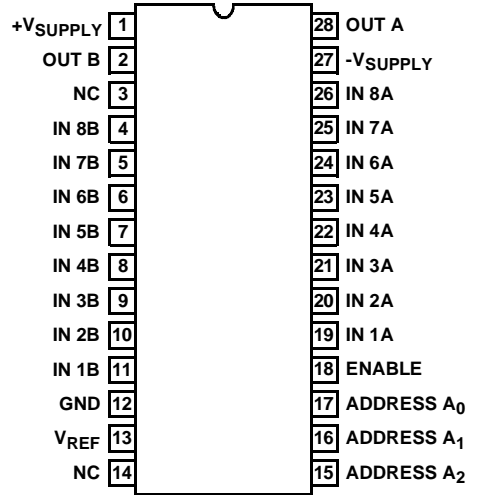 +VSUPPLY 1 28 OUT A
OUT B 2 27 -VSUPPLY
NC 3 26 IN 8A
IN 8B 4 25 IN 7A
IN 7B 5 24 IN 6A
IN 6B 6 23 IN 5A
IN 5B 7 22 IN 4A
IN 4B 8 21 IN 3A
IN 3B 9 20 IN 2A
IN 2B 10 19 IN 1A
IN 1B 11 18 ENABLE
GND 12 17 ADDRESS A0
VREF 13 16 ADDRESS A1
NC 14 15 ADDRESS A2